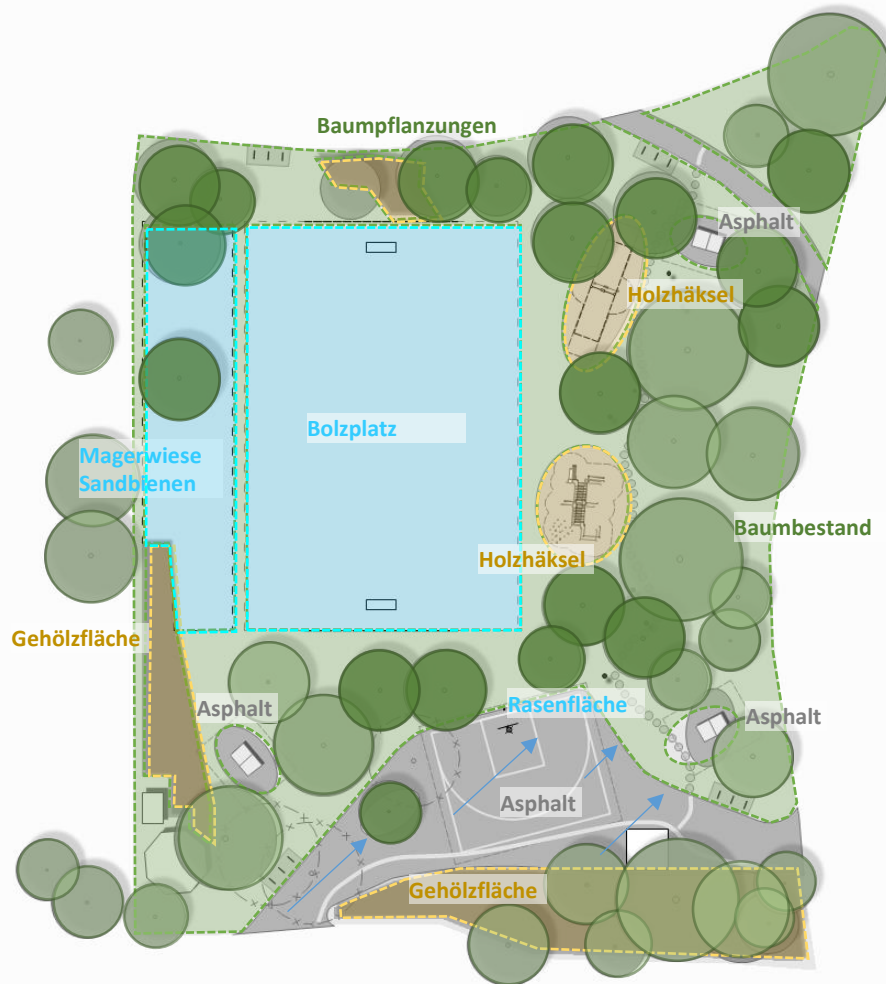 Baumpflanzungen
Asphalt
Holzhäksel
Bolzplatz
Magerwiese
Sandbienen
Baumbestand
Holzhäksel
Gehölzfläche
Asphalt
Rasenfläche
Asphalt
Asphalt
Gehölzfläche